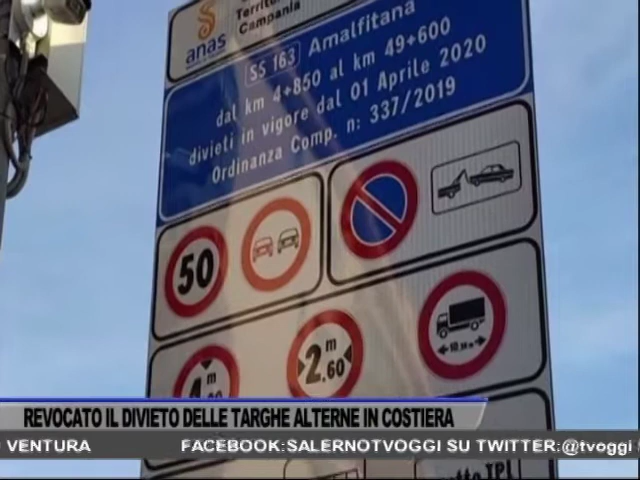 anas
Territor
Campania
SS 163 Amalfitana
dal km 4+850 al km 49+600
divieti in vigore dal 01 Aprile 2020
Ordinanza Comp. n: 337/2019
50
m
2,60
4 m
REVOCATO IL DIVIETO DELLE TARGHE ALTERNE IN COSTIERA
VENTURA FACEBOOK:SALERNOTVOGGI SU TWITTER:@tvoggi